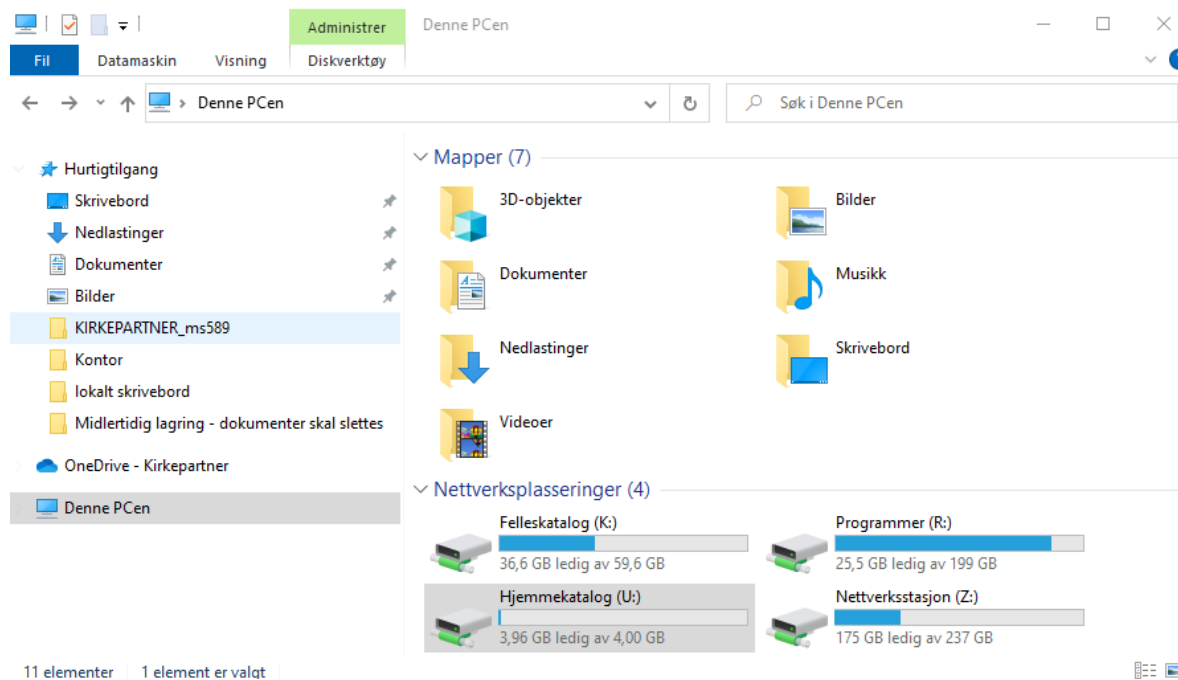 Administrer
Denne PCen
Fil
Datamaskin
Visning
Diskverktøy
Denne PCen
Søk i Denne PCen
Hurtigtilgang
Skrivebord
Nedlastinger
Dokumenter
Bilder
KIRKEPARTNER_ms589
Kontor
lokalt skrivebord
Midlertidig lagring - dokumenter skal slettes
OneDrive - Kirkepartner
Denne PCen
Mapper (7)
3D-objekter
Bilder
Dokumenter
Musikk
Nedlastinger
Skrivebord
Videoer
Nettverksplasseringer (4)
Felleskatalog (K:)
36,6 GB ledig av 59,6 GB
Programmer (R:)
25,5 GB ledig av 199 GB
Hjemmekatalog (U:)
3,96 GB ledig av 4,00 GB
Nettverksstasjon (Z:)
175 GB ledig av 237 GB
11 elementer
1 element er valgt